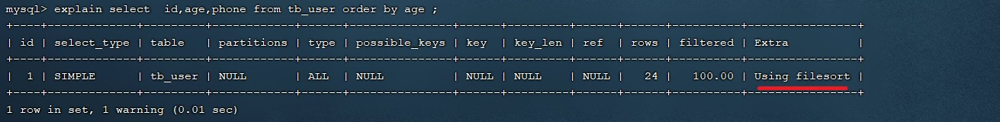 mysql> explain select  id,age,phone from tb_user order by age ;
+----+-------------+---------+------------+------+---------------+------+---------+------+------+----------+----------------+
| id | select_type | table   | partitions | type | possible_keys | key  | key_len | ref  | rows | filtered | Extra          |
+----+-------------+---------+------------+------+---------------+------+---------+------+------+----------+----------------+
|  1 | SIMPLE      | tb_user | NULL       | ALL  | NULL          | NULL | NULL    | NULL |   24 |   100.00 | Using filesort |
+----+-------------+---------+------------+------+---------------+------+---------+------+------+----------+----------------+
1 row in set, 1 warning (0.01 sec)